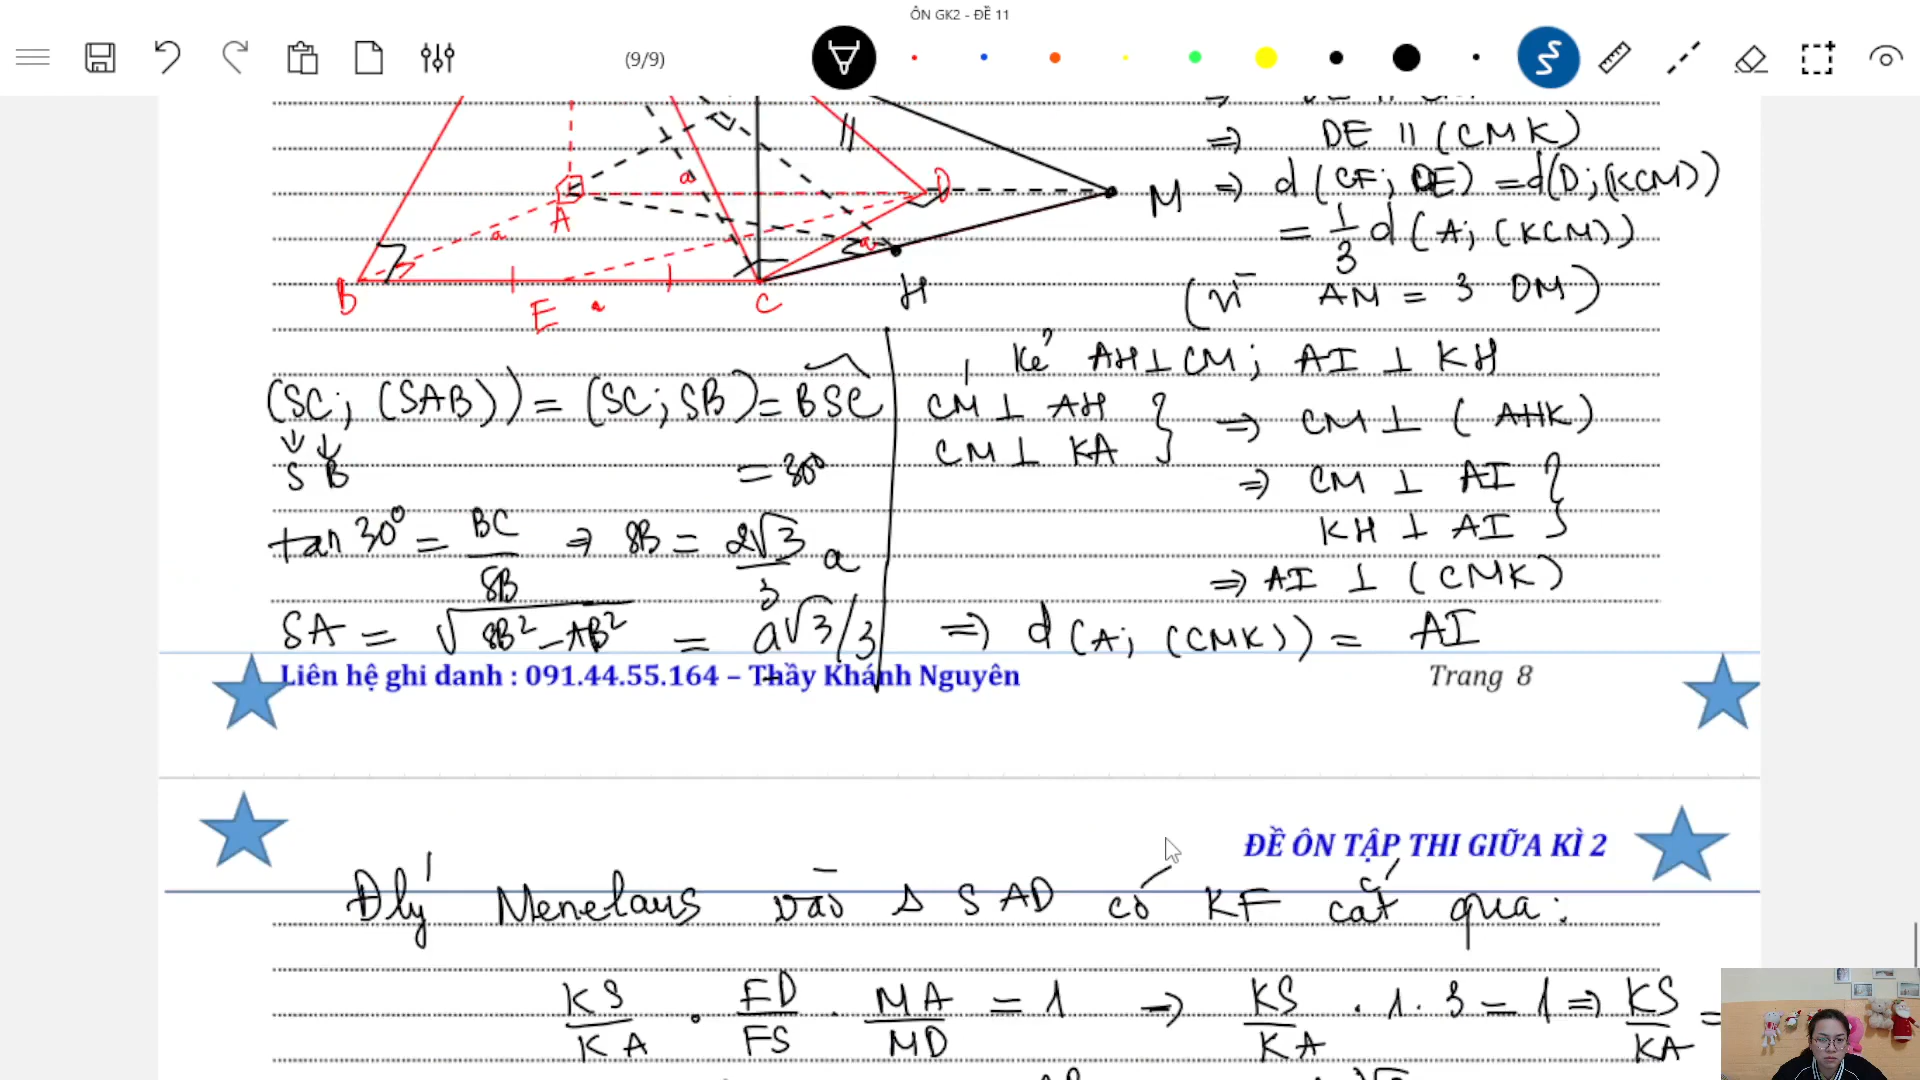 ÔN GK2 - ĐỀ 11
(9/9)
⇒ DE // (CMK)
⇒ d(CF; DE) = d(D; (KCM))
= 1/3 d(A; (KCM))
(vì AM = 3 DM)
A
a
a
D
M
B
E
a
C
H
a
(SC; (SAB)) = (SC; SB) = BSC
S B
= 30°
tan 30° = BC/SB ⇒ SB = 2√3/3 a
SA = √(SB² - AB²) = a√3/3
Kẻ AH ⊥ CM; AI ⊥ KH
CM ⊥ AH
CM ⊥ KA } ⇒ CM ⊥ (AHK)
⇒ CM ⊥ AI
KH ⊥ AI }
⇒ AI ⊥ (CMK)
⇒ d(A; (CMK)) = AI
Liên hệ ghi danh : 091.44.55.164 – Thầy Khánh Nguyên
Trang 8
ĐỀ ÔN TẬP THI GIỮA KÌ 2
Đlý Menelaus vào Δ SAD có KF cắt qua:
KS/KA . FD/FS . MA/MD = 1 → KS/KA . 1 . 3 = 1 ⇒ KS/KA =